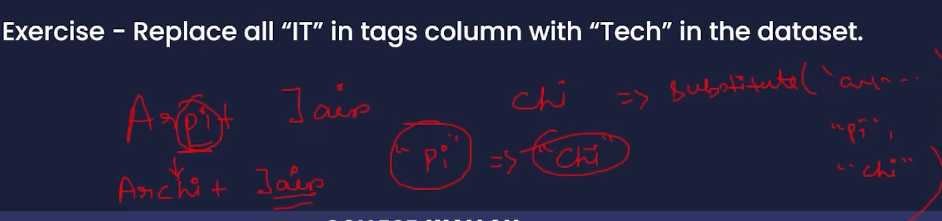 Exercise – Replace all “IT” in tags column with “Tech” in the dataset.
Arpit Jain
chi => substitute(
"pi",
"chi" )
"pi" => "chi"
Archit Jain